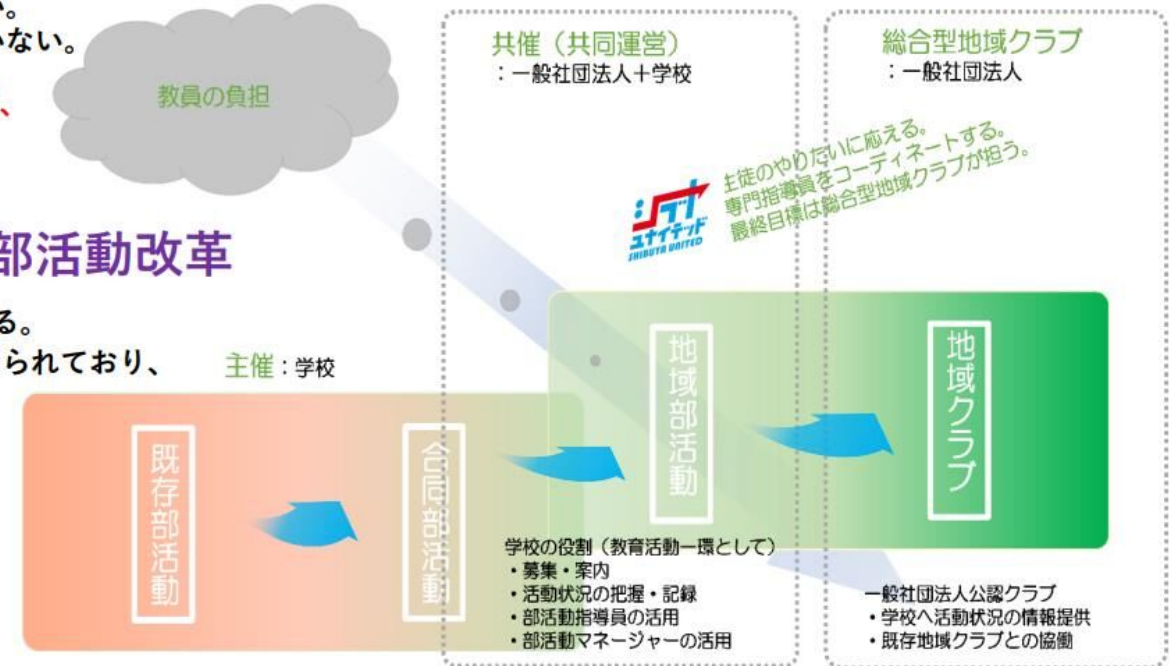 い。
いない。
、
部活動改革
る。
られており、
教員の負担
主催：学校
既存部活動
合同部活動
共催（共同運営）
：一般社団法人＋学校
シブヤ
ユナイテッド
SHIBUYA UNITED
生徒のやりたいに応える。
専門指導員をコーディネートする。
最終目標は総合型地域クラブが担う。
地域部活動
学校の役割（教育活動一環として）
・募集・案内
・活動状況の把握・記録
・部活動指導員の活用
・部活動マネージャーの活用
総合型地域クラブ
：一般社団法人
地域クラブ
一般社団法人公認クラブ
・学校へ活動状況の情報提供
・既存地域クラブとの協働